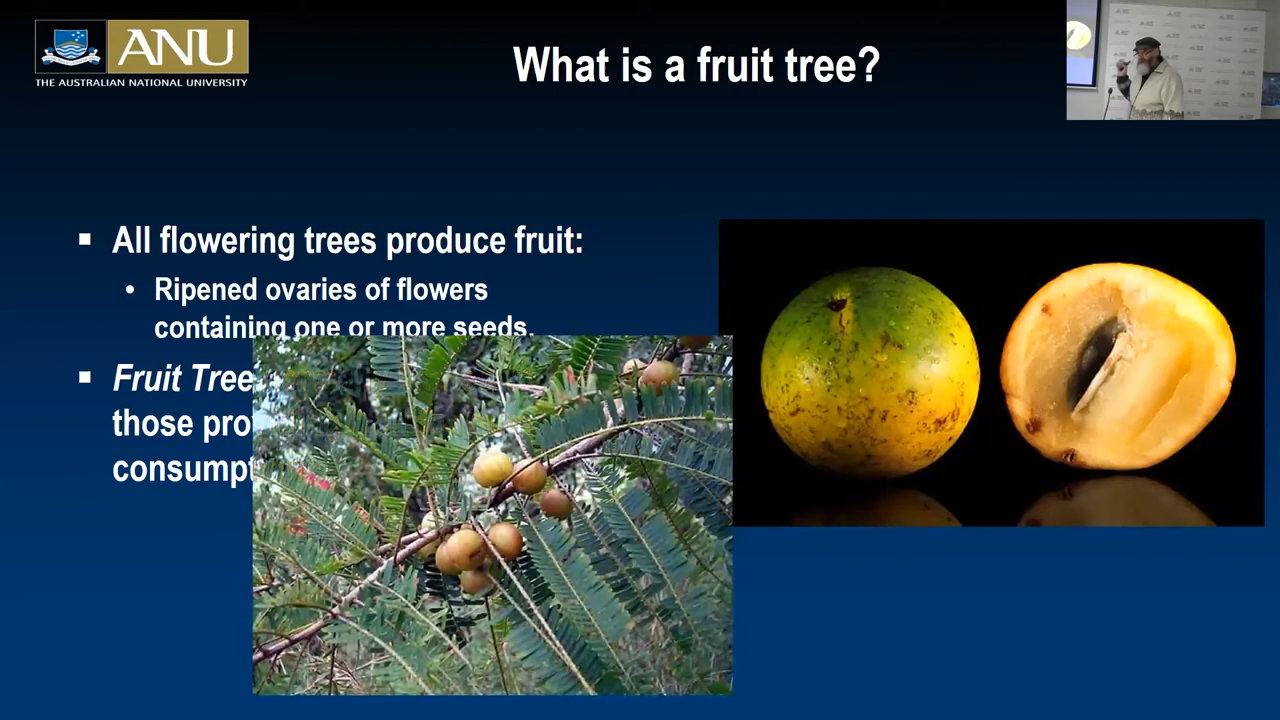 ANU
THE AUSTRALIAN NATIONAL UNIVERSITY
What is a fruit tree?
All flowering trees produce fruit:
Ripened ovaries of flowers
containing one or more seeds.
Fruit Tree
those pro
consump